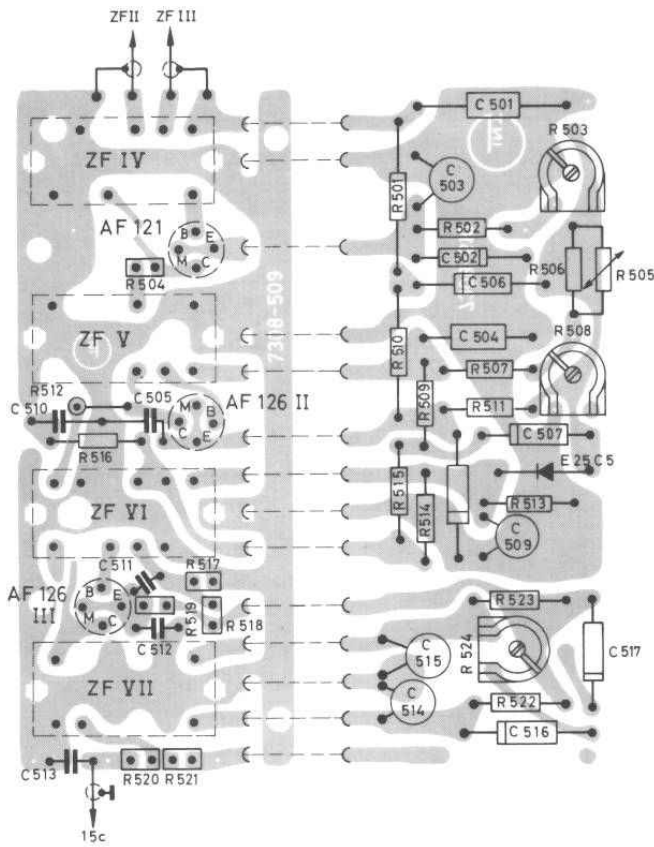 ZFII ZF III
ZF IV
C 501
R 503
R 501
C
503
AF 121
B E
M C
R 502
C 502
R 504
C 506
R 506
R 505
7308-509
ZF V
R 510
C 504
R 508
R 507
R 512
C 505
C 510
AF 126 II
M B
C E
R 509
R 511
R 516
C 507
E 25 C 5
R 515
R 514
R 513
ZF VI
C
509
C 511
R 517
AF 126
III
B E
M C
R 519
R 518
C 512
R 523
R 524
C 517
C
515
ZF VII
C
514
R 522
C 516
C 513
R 520
R 521
15c